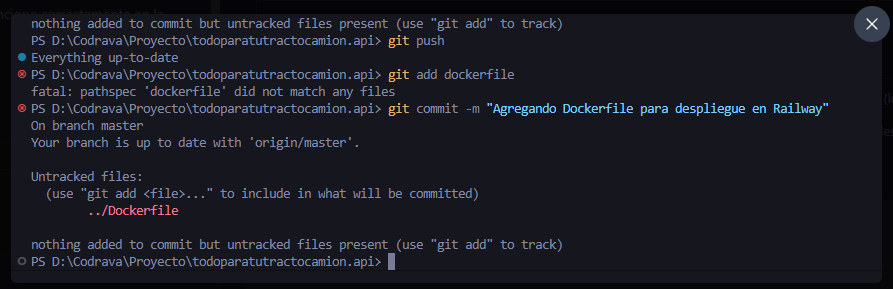 nothing added to commit but untracked files present (use "git add" to track)
PS D:\Codrava\Proyecto\todoparatutractocamion.api> git push
Everything up-to-date
PS D:\Codrava\Proyecto\todoparatutractocamion.api> git add dockerfile
fatal: pathspec 'dockerfile' did not match any files
PS D:\Codrava\Proyecto\todoparatutractocamion.api> git commit -m "Agregando Dockerfile para despliegue en Railway"
On branch master
Your branch is up to date with 'origin/master'.
Untracked files:
(use "git add <file>..." to include in what will be committed)
../Dockerfile
nothing added to commit but untracked files present (use "git add" to track)
PS D:\Codrava\Proyecto\todoparatutractocamion.api>